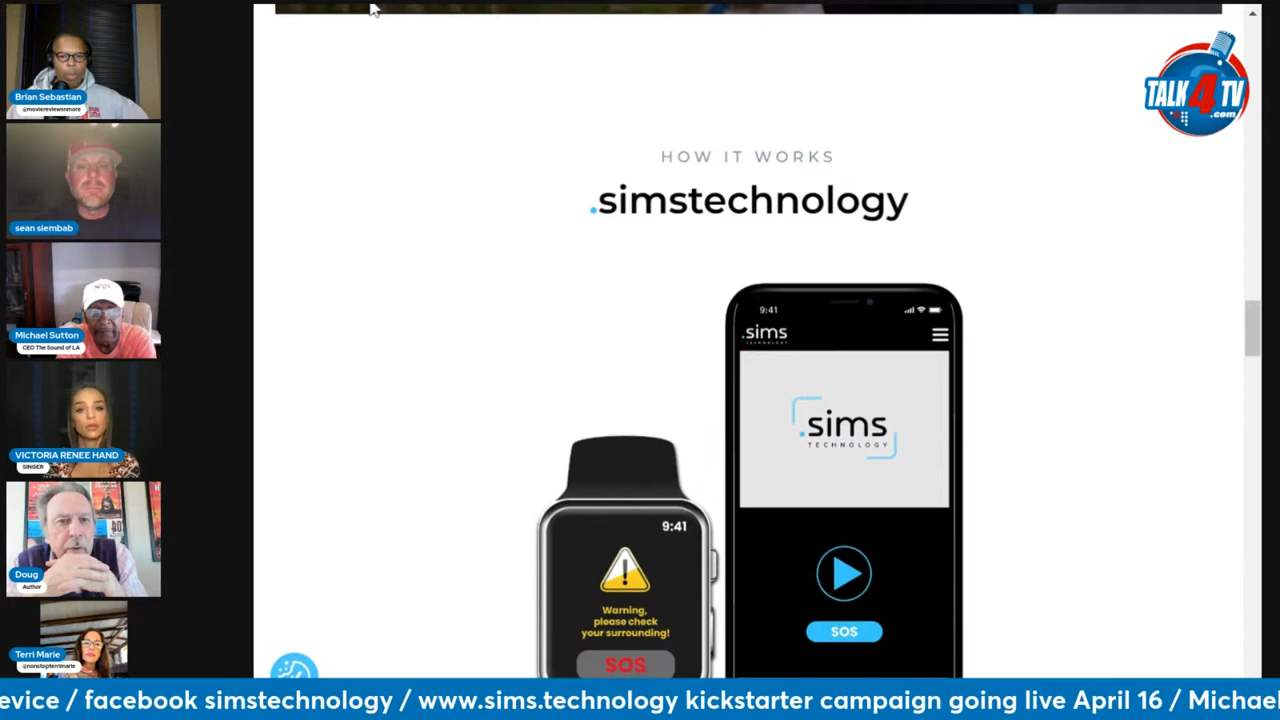 Brian Sebastian
@moviereviewsnmore
sean siembab
Michael Sutton
CEO The Sound of LA
VICTORIA RENEE HAND
SINGER
Doug
Author
Terri Marie
@nonstopterrimarie
TALK4TV
.com
HOW IT WORKS
.simstechnology
9:41
.sims
TECHNOLOGY
.sims
TECHNOLOGY
SOS
9:41
Warning,
please check
your surrounding!
SOS
evice / facebook simstechnology / www.sims.technology kickstarter campaign going live April 16 / Michae